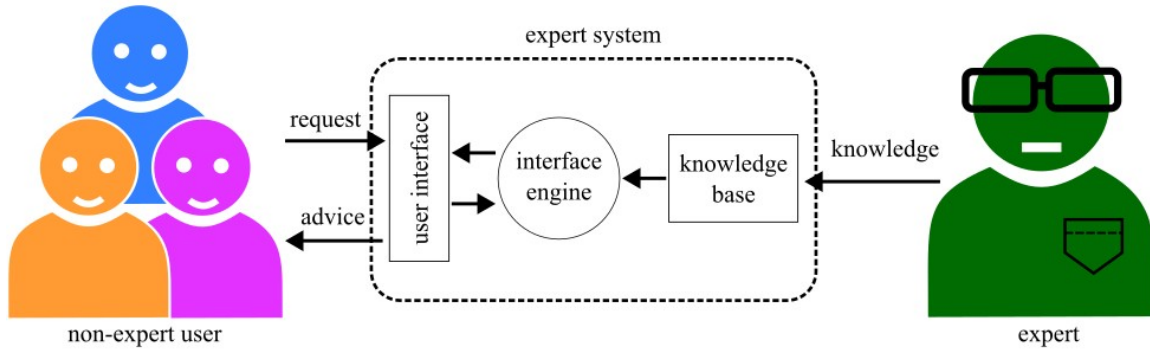 expert system
request
advice
user interface
interface
engine
knowledge
base
knowledge
non-expert user
expert